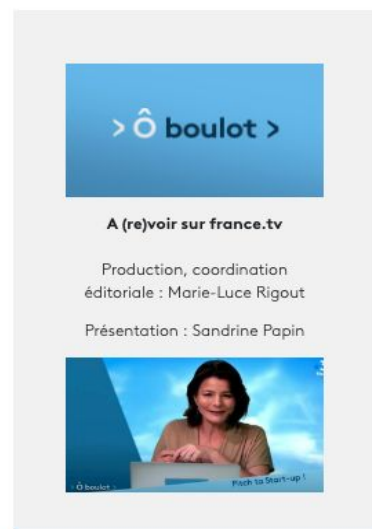 > Ô boulot >
A (re)voir sur france.tv
Production, coordination
éditoriale : Marie-Luce Rigout
Présentation : Sandrine Papin
> Ô boulot >
Pitch ta Start-up !